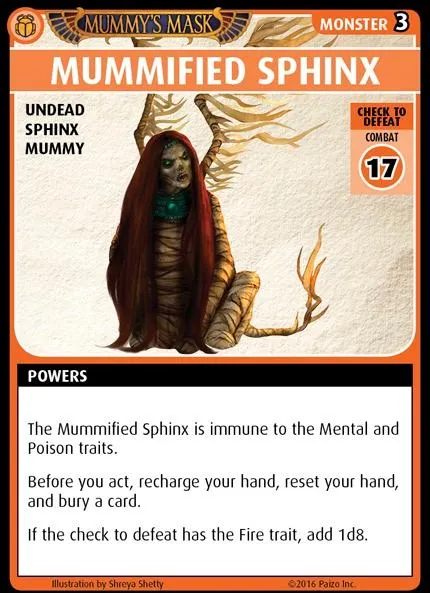 MUMMY'S MASK
MONSTER 3
MUMMIFIED SPHINX
UNDEAD
SPHINX
MUMMY
CHECK TO
DEFEAT
COMBAT
17
POWERS
The Mummified Sphinx is immune to the Mental and
Poison traits.
Before you act, recharge your hand, reset your hand,
and bury a card.
If the check to defeat has the Fire trait, add 1d8.
Illustration by Shreya Shetty
©2016 Paizo Inc.